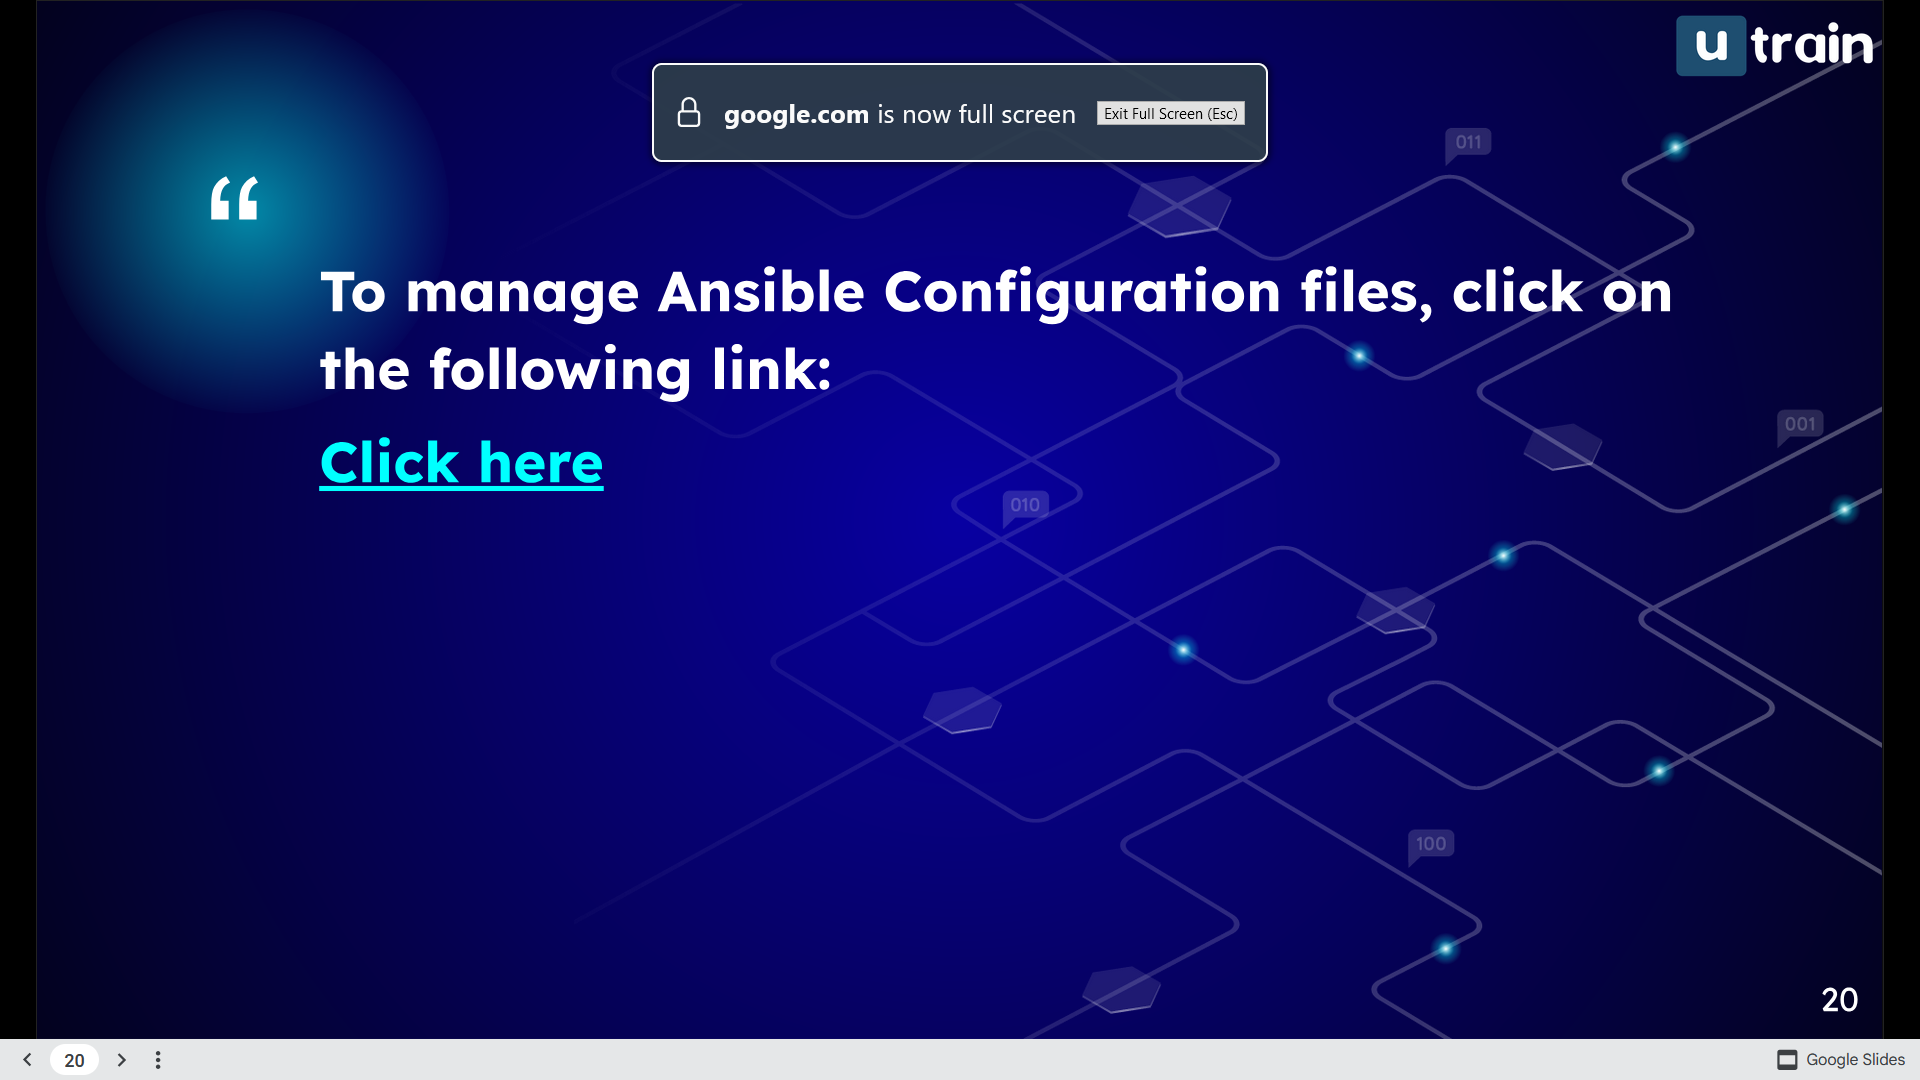 u train
google.com is now full screen Exit Full Screen (Esc)
011
“
To manage Ansible Configuration files, click on
the following link:
Click here
001
010
100
20
20
Google Slides